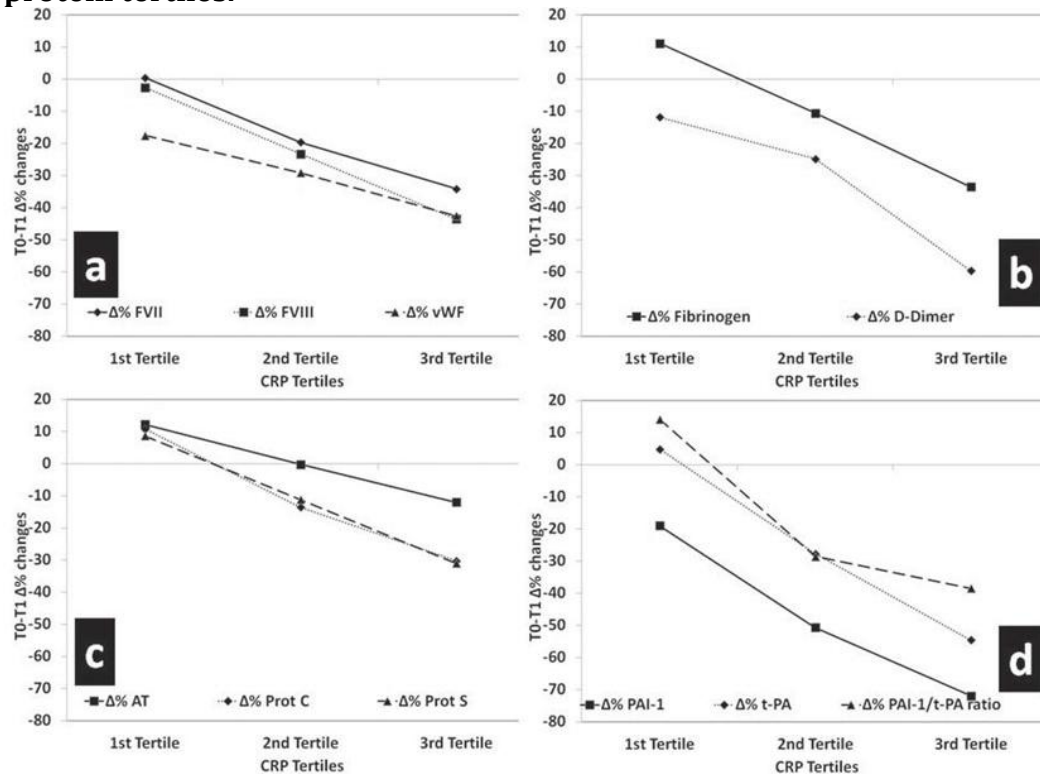 protein tertiles.
20
10
0
-10
-20
-30
-40
-50
-60
-70
-80
T0-T1 Δ% changes
a
Δ% FVII Δ% FVIII Δ% vWF
1st Tertile 2nd Tertile 3rd Tertile
CRP Tertiles
20
10
0
-10
-20
-30
-40
-50
-60
-70
-80
T0-T1 Δ% changes
b
Δ% Fibrinogen Δ% D-Dimer
1st Tertile 2nd Tertile 3rd Tertile
CRP Tertiles
20
10
0
-10
-20
-30
-40
-50
-60
-70
-80
T0-T1 Δ% changes
c
Δ% AT Δ% Prot C Δ% Prot S
1st Tertile 2nd Tertile 3rd Tertile
CRP Tertiles
20
10
0
-10
-20
-30
-40
-50
-60
-70
-80
T0-T1 Δ% changes
d
Δ% PAI-1 Δ% t-PA Δ% PAI-1/t-PA ratio
1st Tertile 2nd Tertile 3rd Tertile
CRP Tertiles